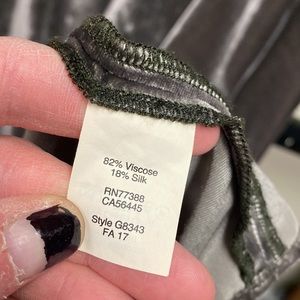 82% Viscose
18% Silk
RN77388
CA56445
Style G8343
FA 17